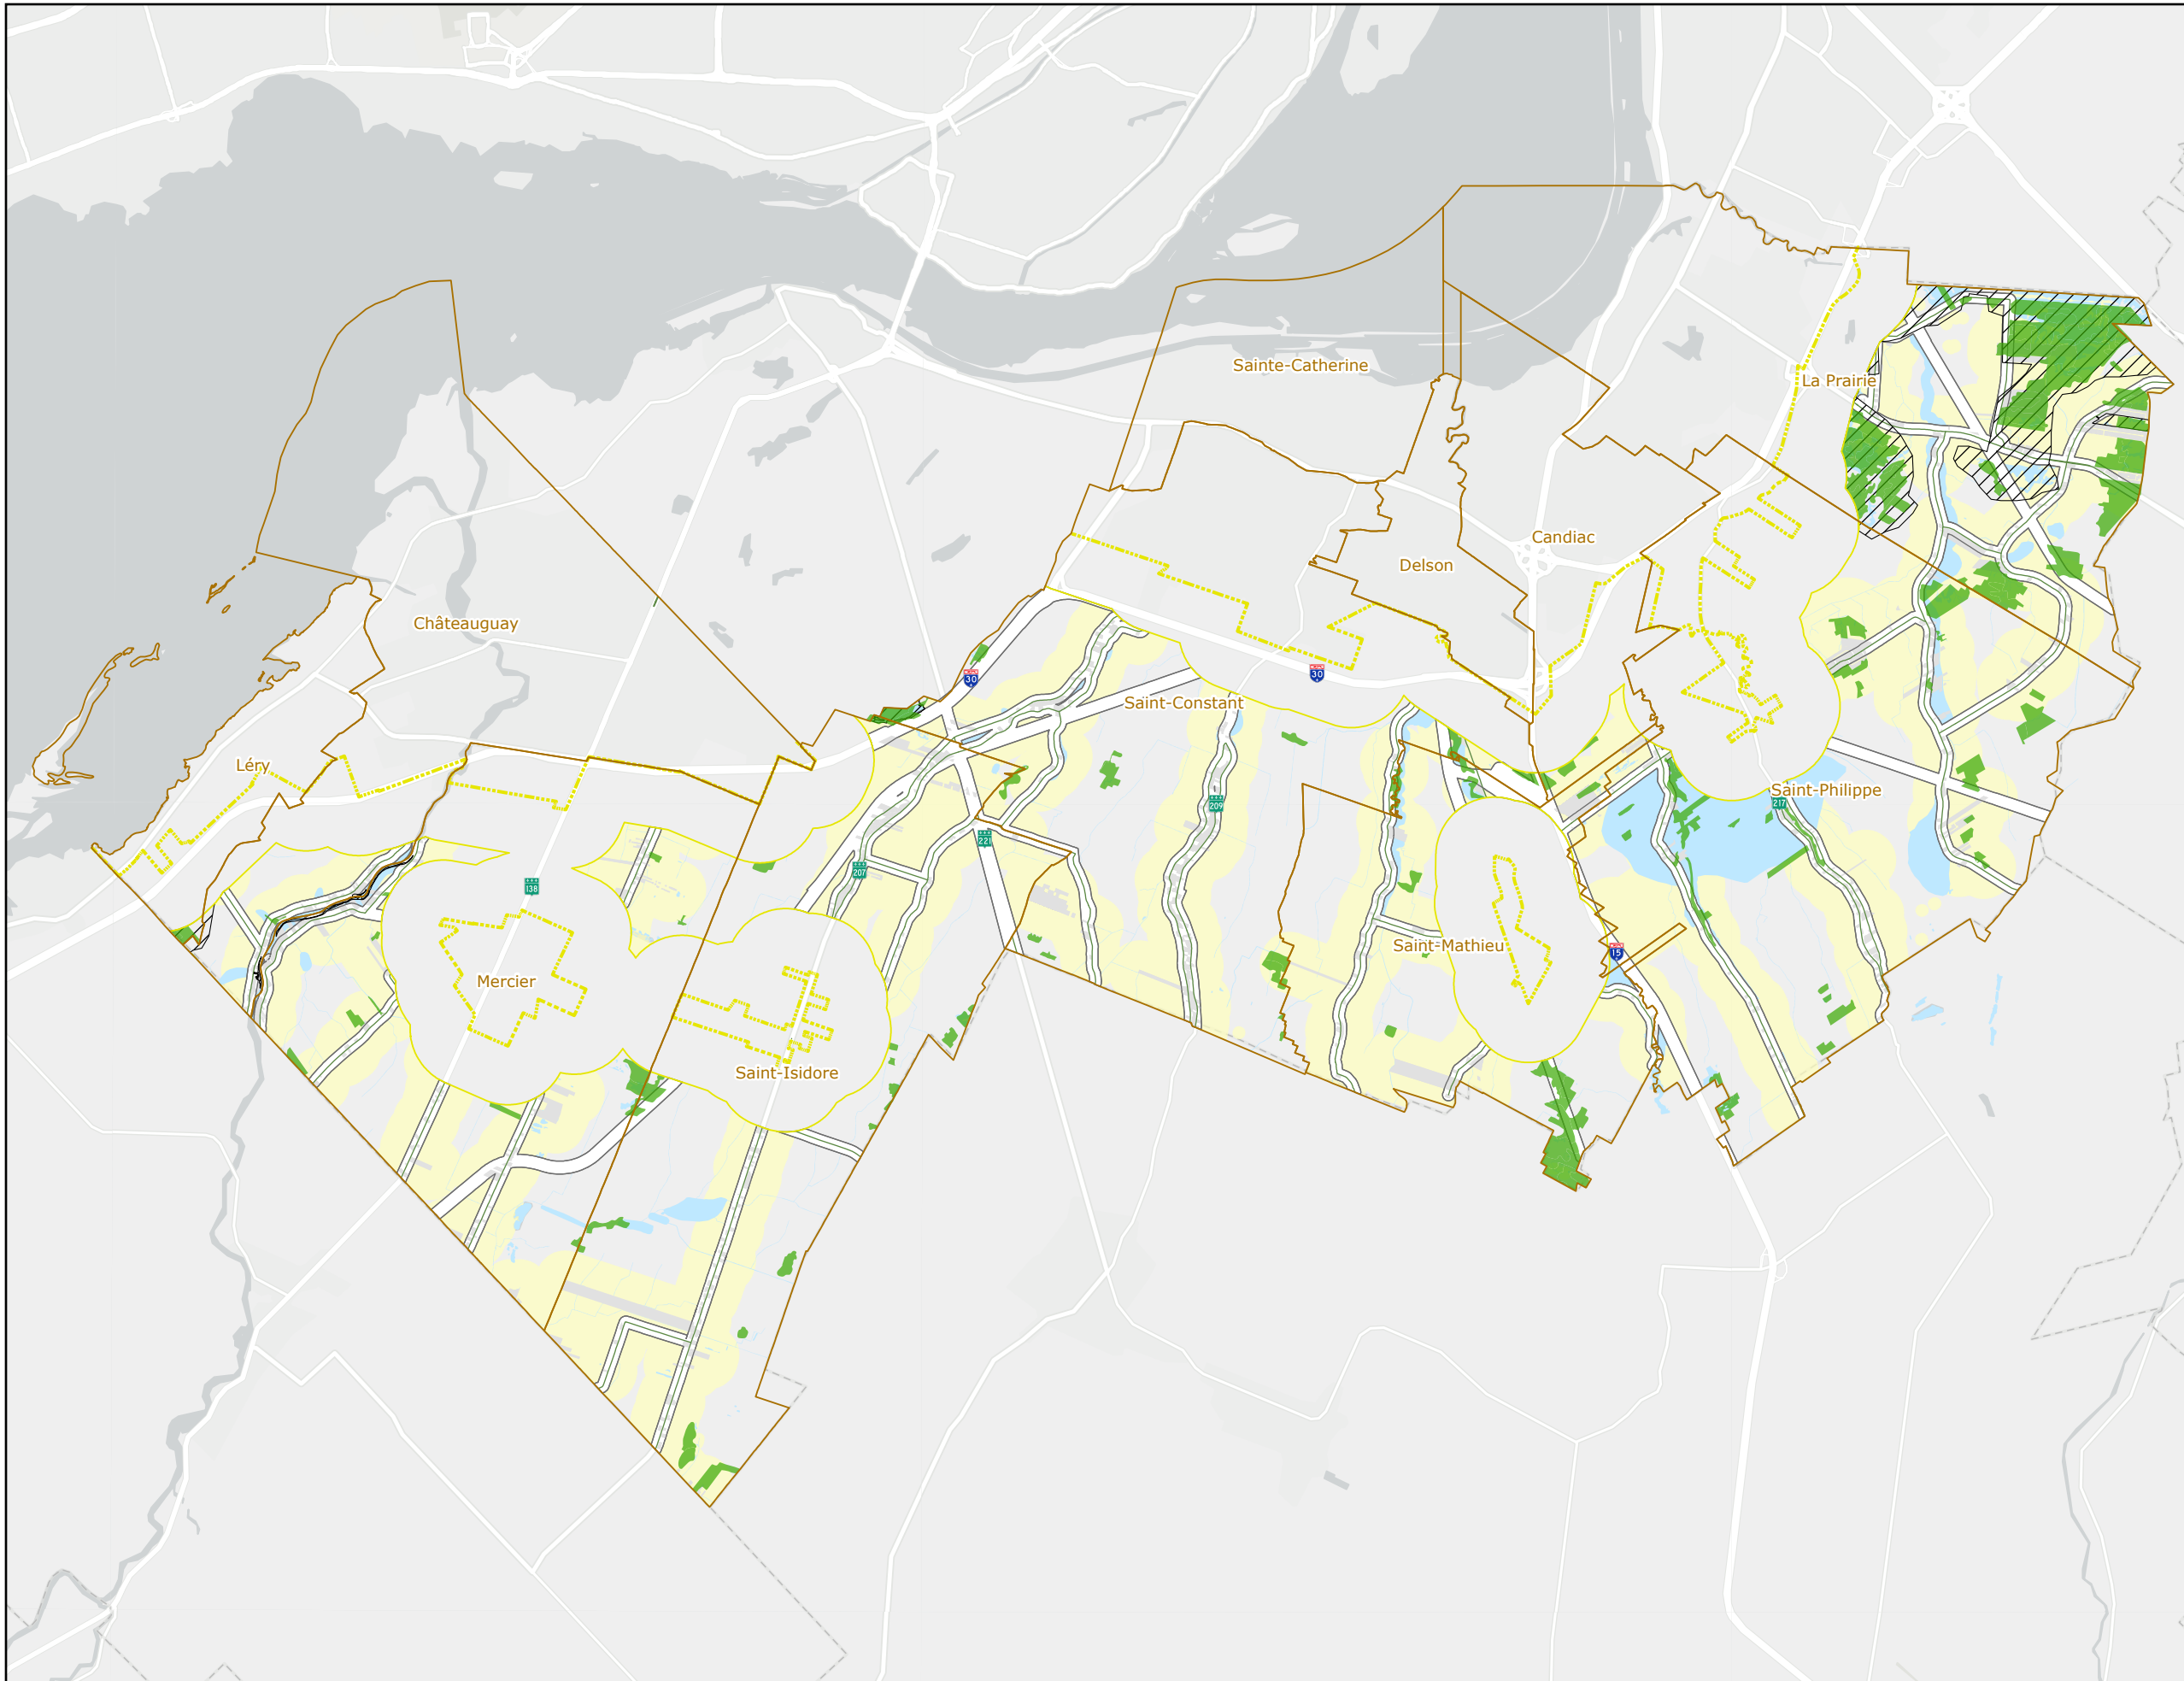 Sainte-Catherine
La Prairie
Candiac
Delson
Châteauguay
30
30
Saint-Constant
Léry
Saint-Philippe
209
217
221
207
138
Saint-Mathieu
15
Mercier
Saint-Isidore